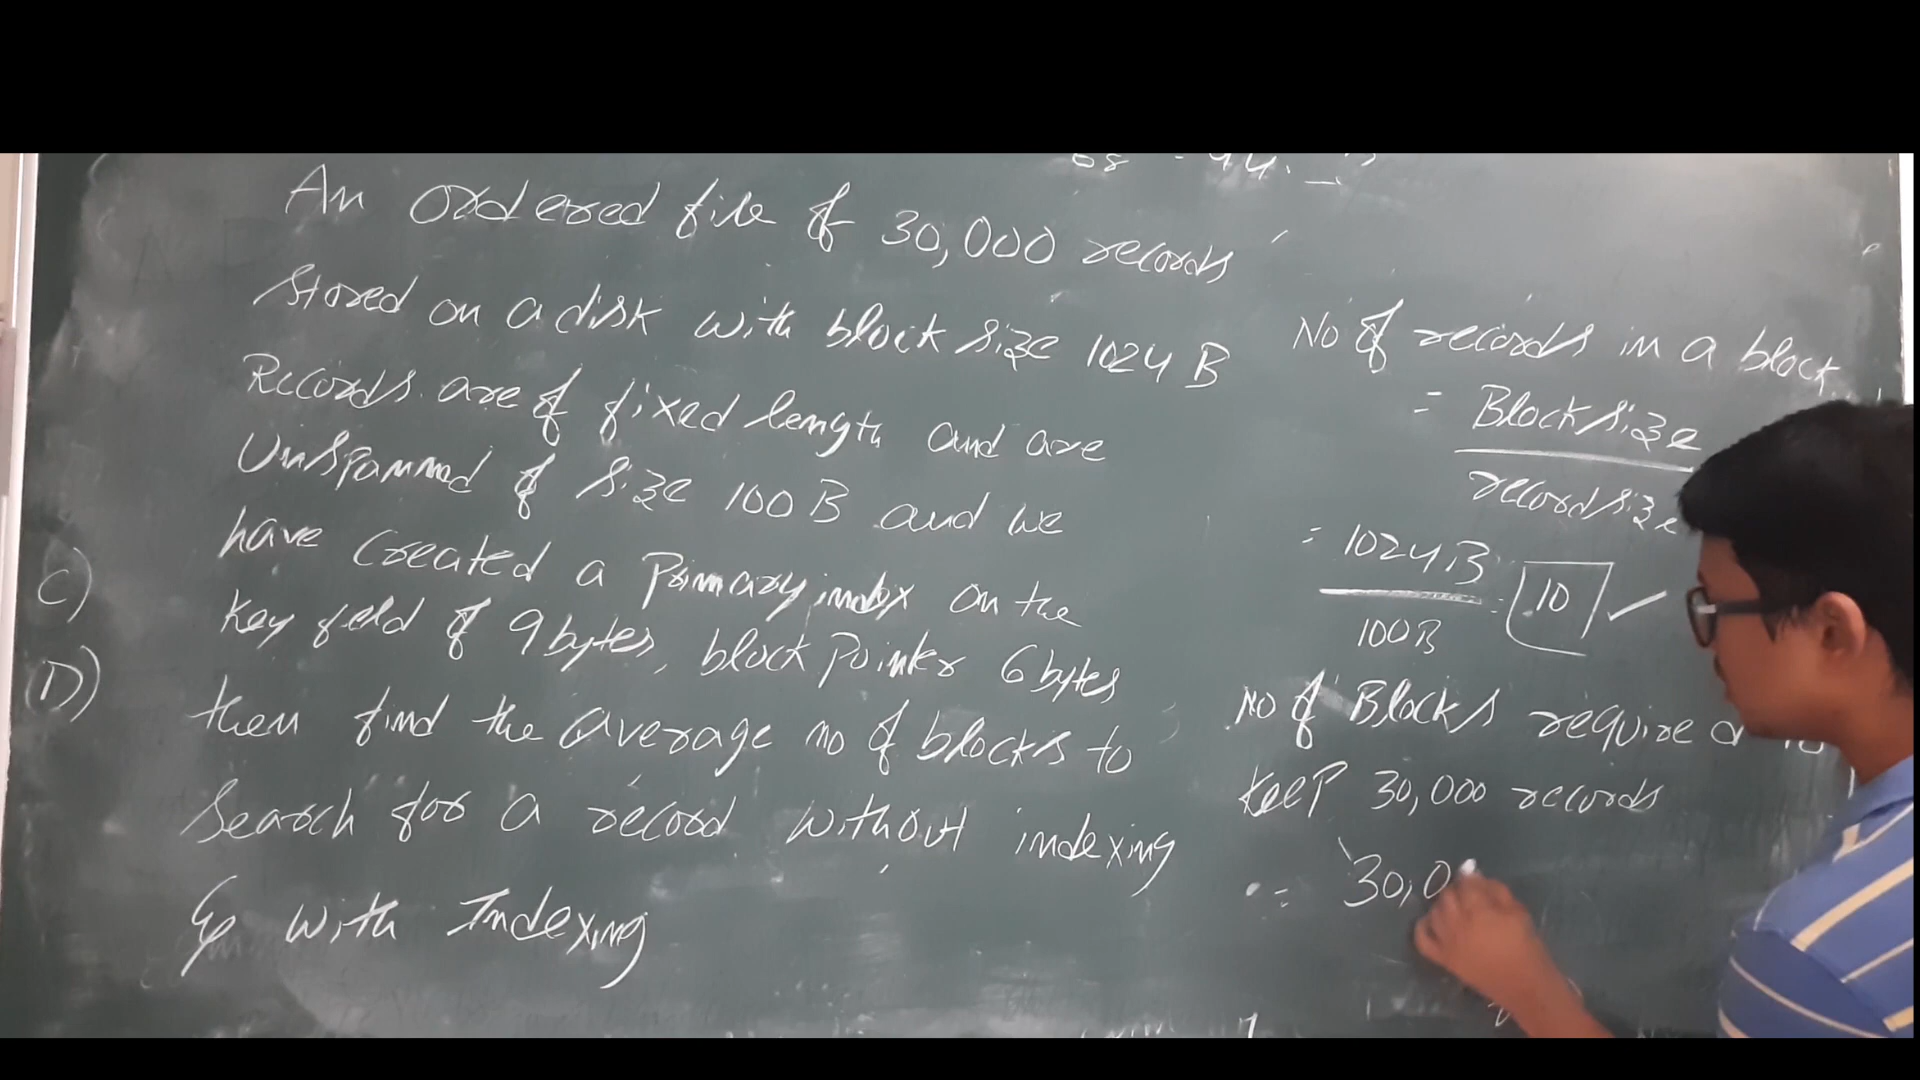 An ordered file of 30,000 records
stored on a disk with block size 1024 B
Records are of fixed length and are
Unspanned of size 100 B and we
have created a Primary index on the
key field of 9 bytes, block pointer 6 bytes
then find the average no of blocks to
search for a record without indexing
& with Indexing
C)
D)
No of records in a block
= Block size
record size
= 1024 B = 10
100 B
no of Blocks required to
keep 30,000 records
= 30,0